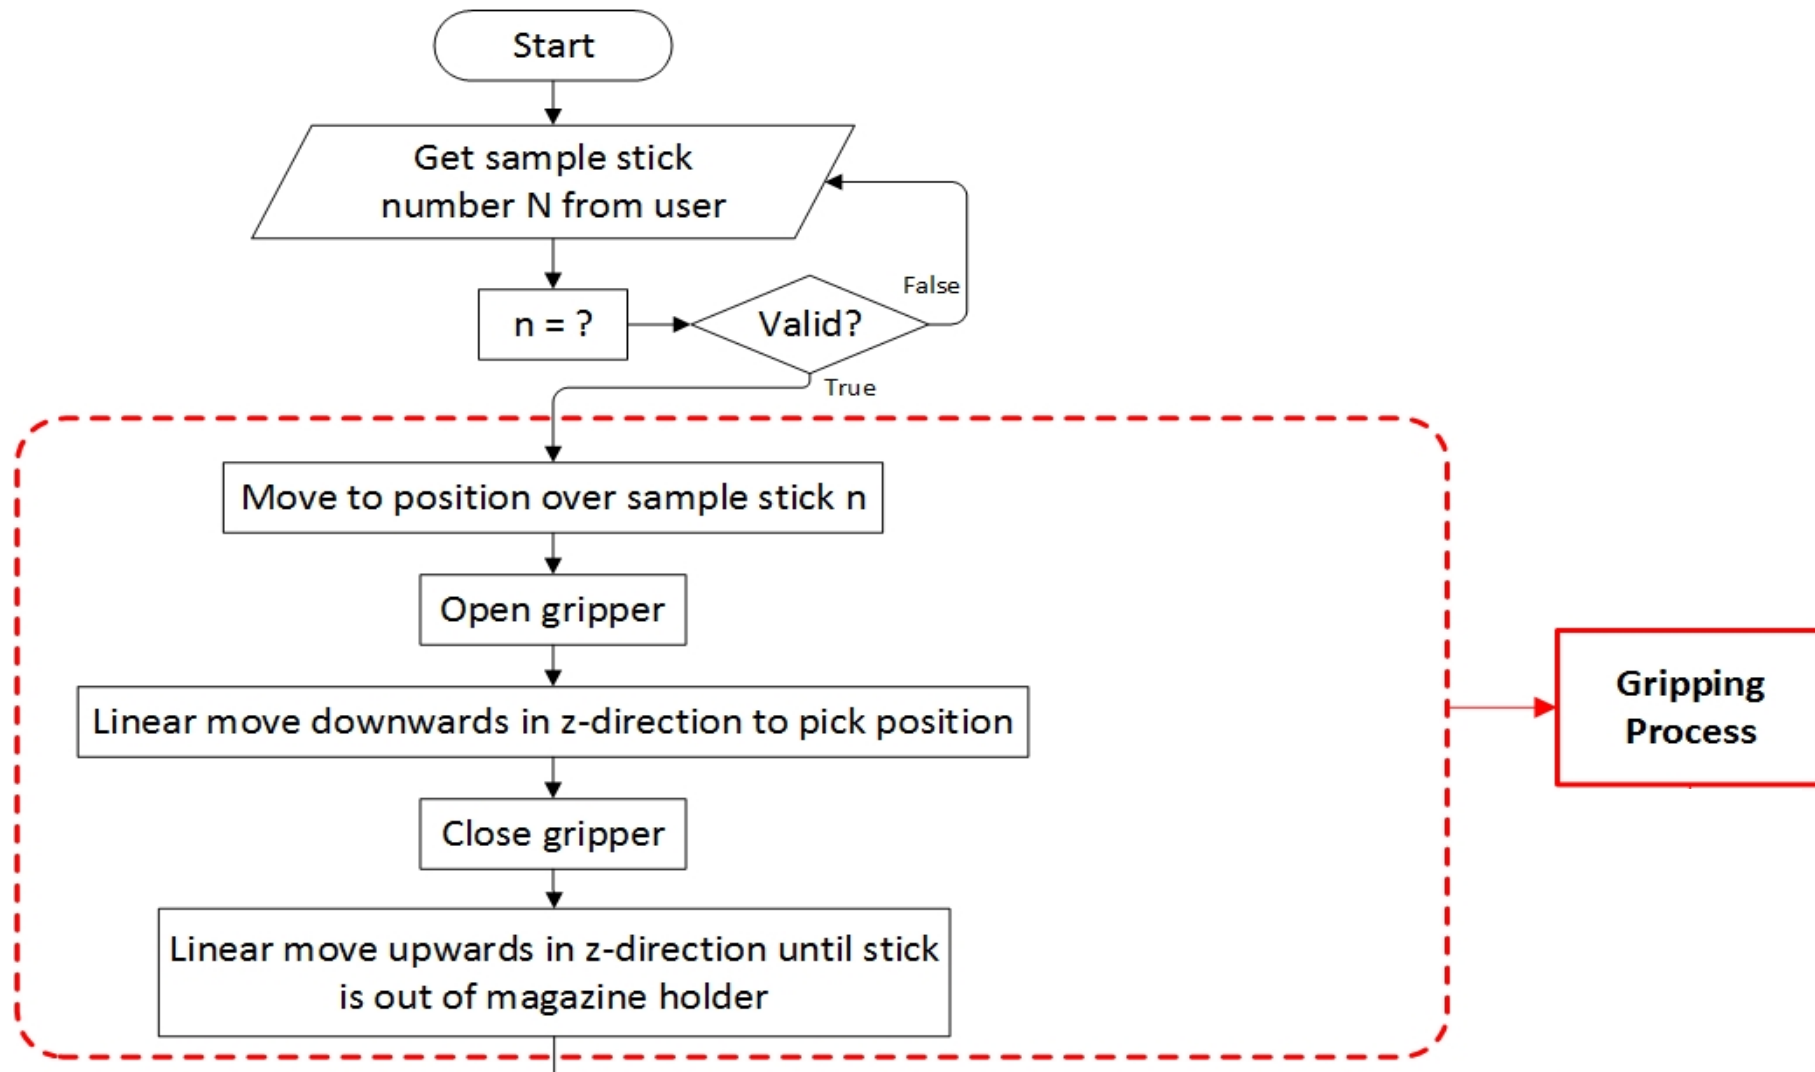 Start
Get sample stick
number N from user
n = ?
Valid?
False
True
Move to position over sample stick n
Open gripper
Linear move downwards in z-direction to pick position
Close gripper
Linear move upwards in z-direction until stick
is out of magazine holder
Gripping
Process